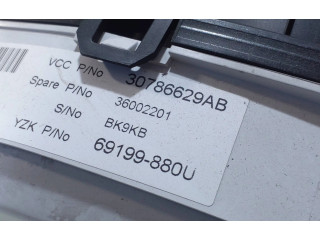 VCC P/No 30786629AB
Spare P/No 36002201
S/No BK9KB
YZK P/No 69199-880U